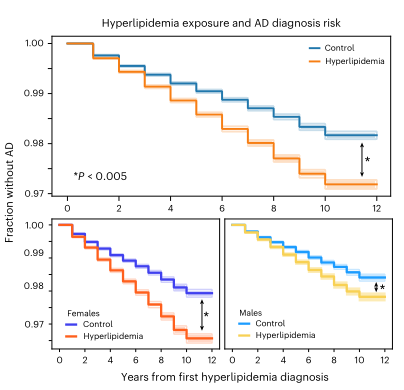 Hyperlipidemia exposure and AD diagnosis risk
Fraction without AD
1.00
0.99
0.98
0.97
Control
Hyperlipidemia
*
*P < 0.005
0 2 4 6 8 10 12
1.00
0.99
0.98
0.97
Females
Control
Hyperlipidemia
*
0 2 4 6 8 10 12
Males
Control
Hyperlipidemia
*
0 2 4 6 8 10 12
Years from first hyperlipidemia diagnosis